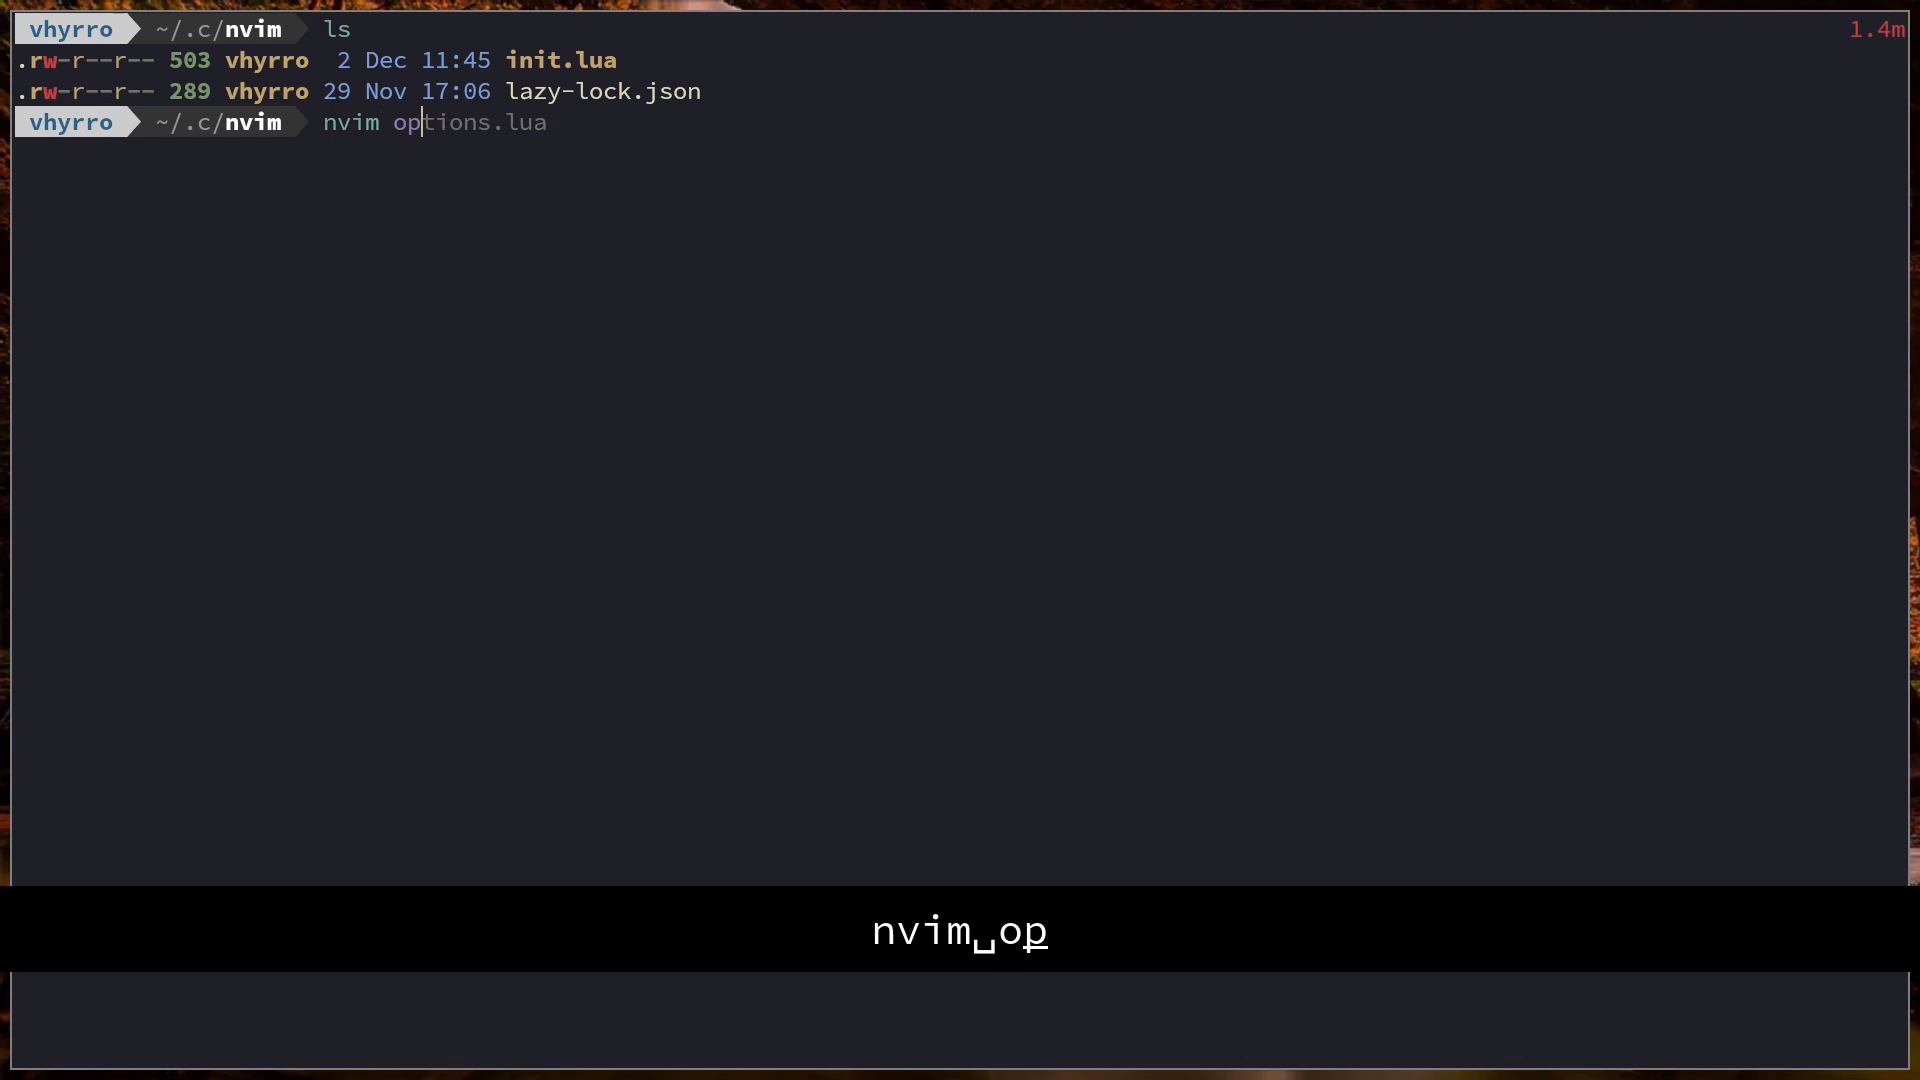 vhyrro ~/.c/nvim ls 1.4m
.rw-r--r-- 503 vhyrro 2 Dec 11:45 init.lua
.rw-r--r-- 289 vhyrro 29 Nov 17:06 lazy-lock.json
vhyrro ~/.c/nvim nvim options.lua
nvim␣op